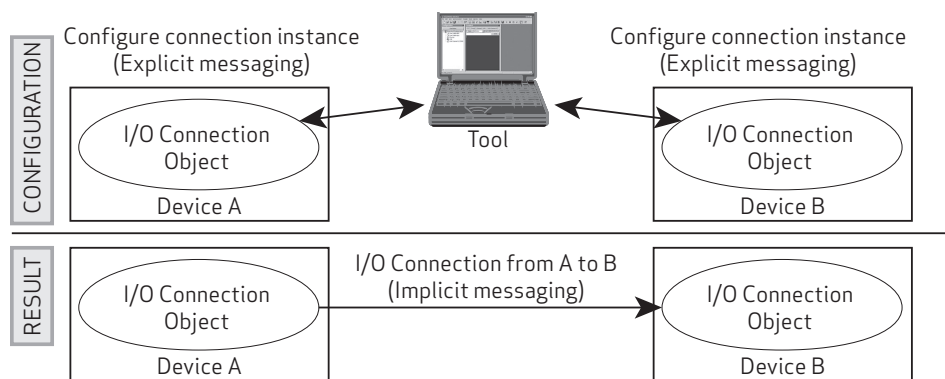 CONFIGURATION
Configure connection instance
(Explicit messaging)
I/O Connection
Object
Device A
Tool
Configure connection instance
(Explicit messaging)
I/O Connection
Object
Device B
RESULT
I/O Connection
Object
Device A
I/O Connection from A to B
(Implicit messaging)
I/O Connection
Object
Device B